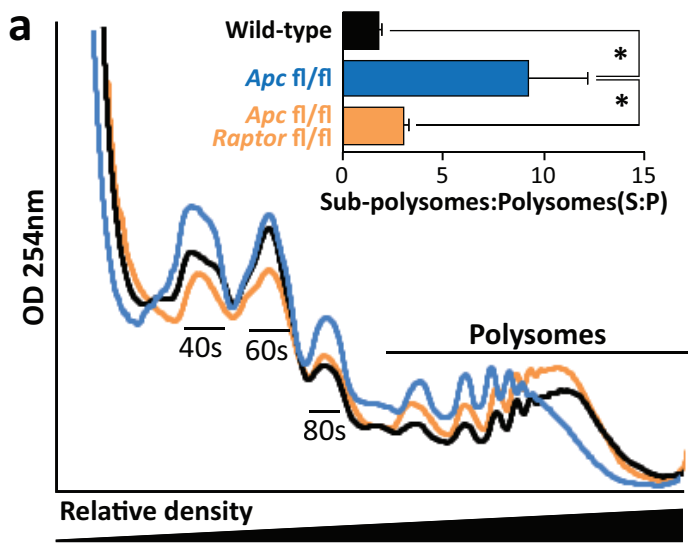 a
Wild-type
Apc fl/fl
Apc fl/fl
Raptor fl/fl
*
*
0 5 10 15
Sub-polysomes:Polysomes(S:P)
OD 254nm
40s
60s
80s
Polysomes
Relative density